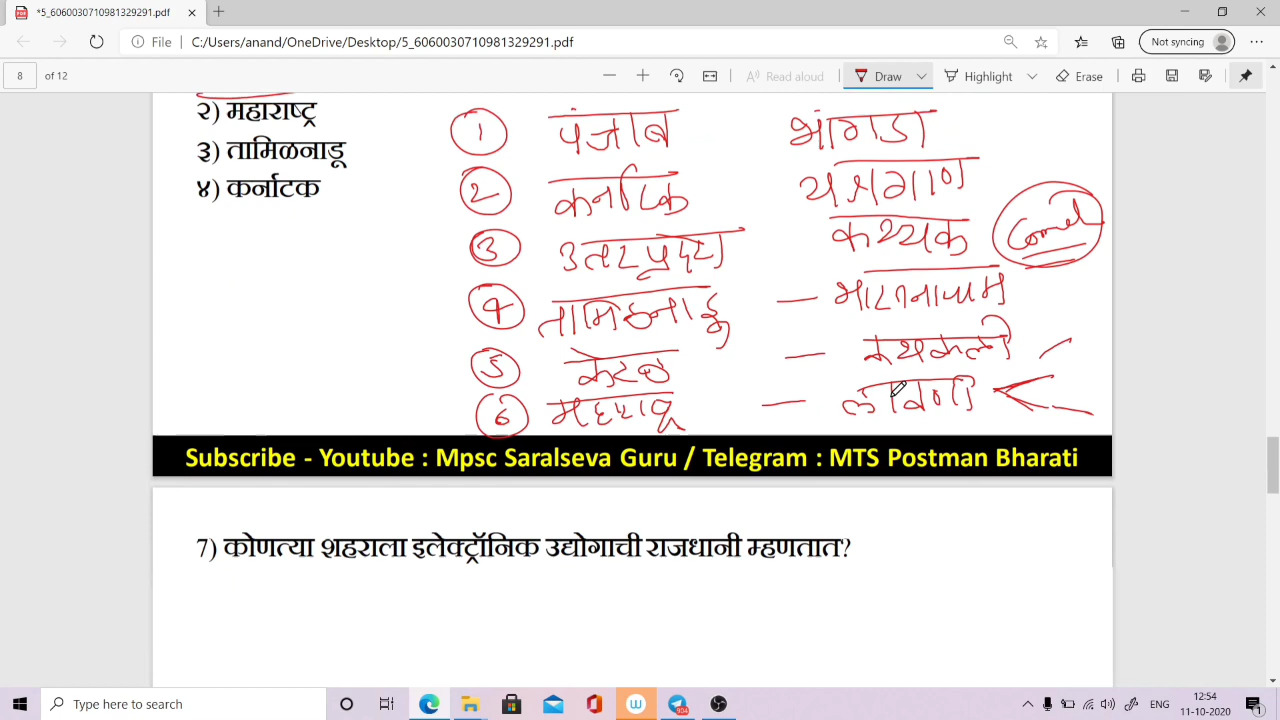 *5_6060030710981329291.pdf
File C:/Users/anand/OneDrive/Desktop/5_6060030710981329291.pdf Not syncing
8 of 12 Read aloud Draw Highlight Erase
२) महाराष्ट्र
३) तामिळनाडू
४) कर्नाटक
1 पंजाब भांगडा
2 कर्नाटक यक्षगाण
3 उत्तरप्रदेश कथ्थक
4 तामिळनाडू - भारतनाट्यम
5 केरळ - कथकली
6 महाराष्ट्र - लावणी
Subscribe - Youtube : Mpsc Saralseva Guru / Telegram : MTS Postman Bharati
7) कोणत्या शहराला इलेक्ट्रॉनिक उद्योगाची राजधानी म्हणतात?
Type here to search
ENG
12:54
11-10-2020